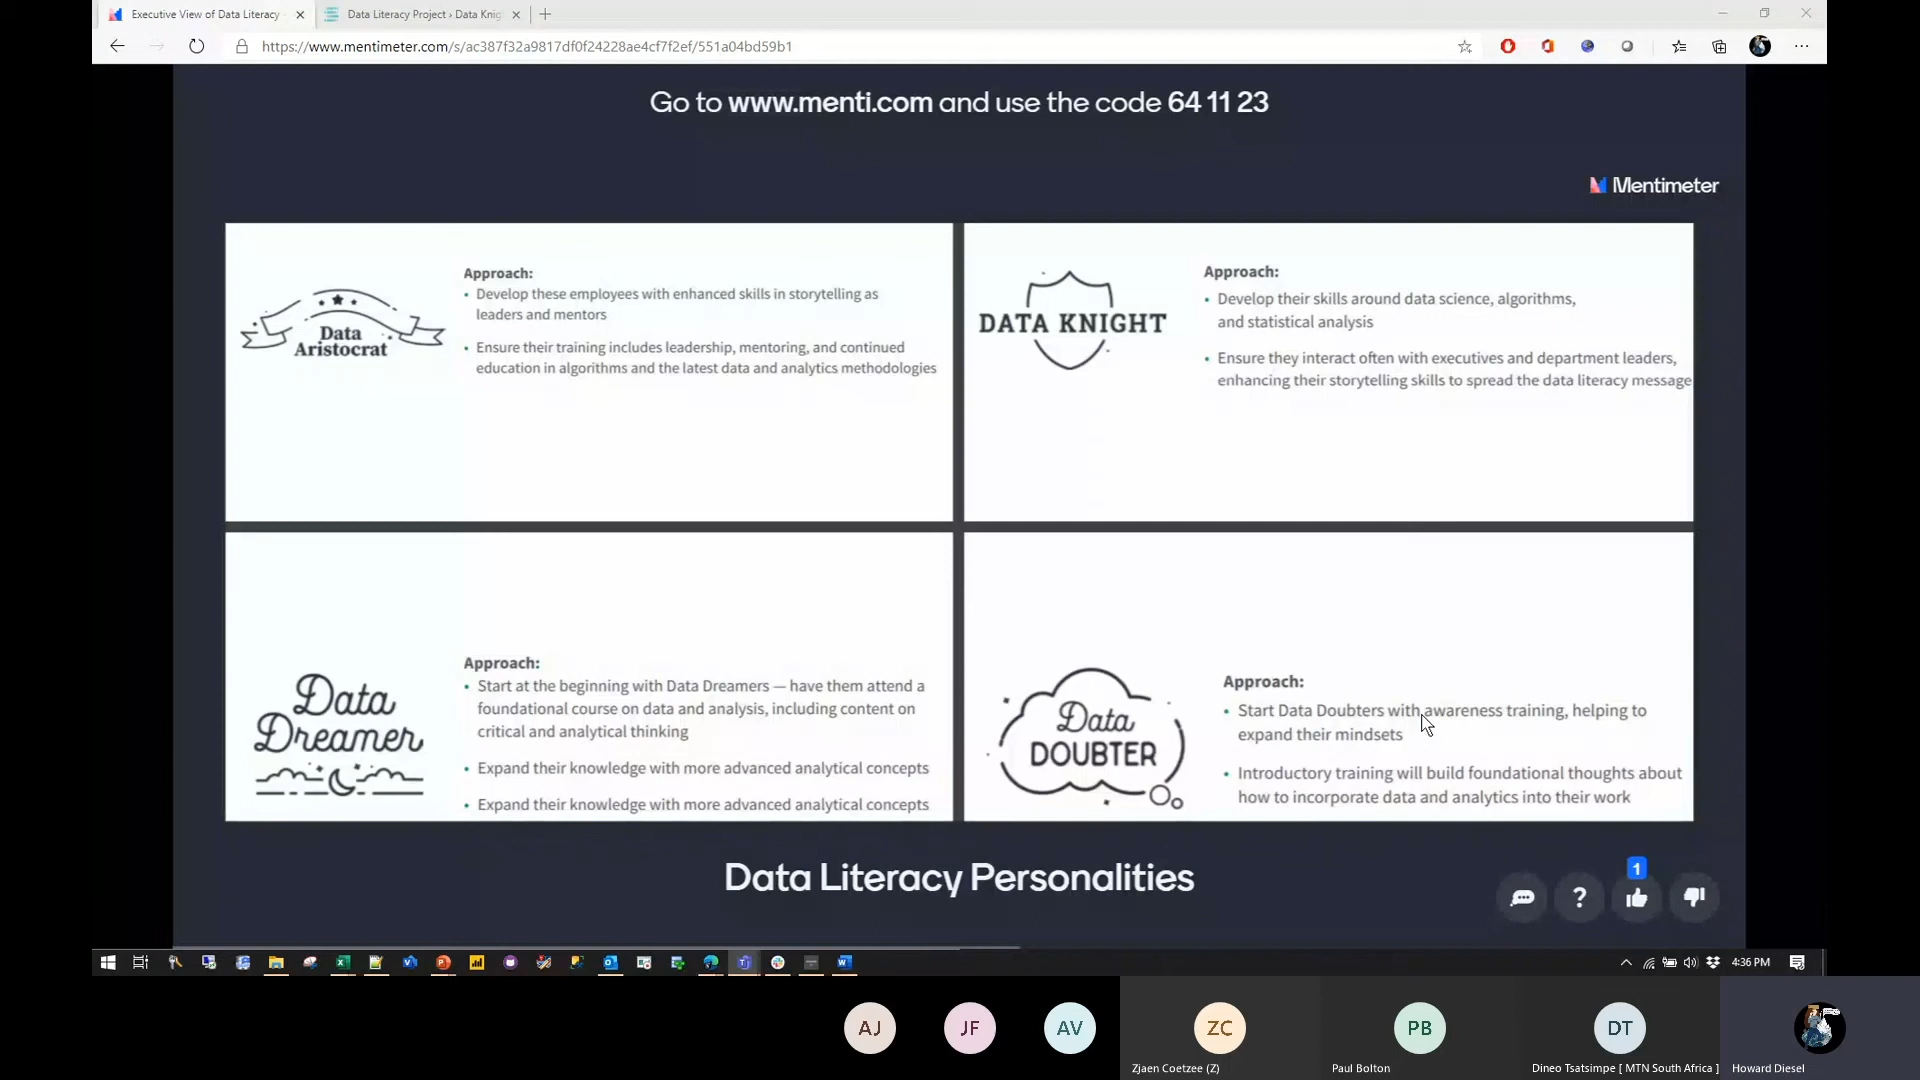 Executive View of Data Literacy
Data Literacy Project › Data Knig
https://www.mentimeter.com/s/ac387f32a9817df0f24228ae4cf7f2ef/551a04bd59b1
Go to www.menti.com and use the code 64 11 23
Mentimeter
Data
Aristocrat
Approach:
• Develop these employees with enhanced skills in storytelling as
leaders and mentors
• Ensure their training includes leadership, mentoring, and continued
education in algorithms and the latest data and analytics methodologies
DATA KNIGHT
Approach:
• Develop their skills around data science, algorithms,
and statistical analysis
• Ensure they interact often with executives and department leaders,
enhancing their storytelling skills to spread the data literacy message
Data
Dreamer
Approach:
• Start at the beginning with Data Dreamers — have them attend a
foundational course on data and analysis, including content on
critical and analytical thinking
• Expand their knowledge with more advanced analytical concepts
• Expand their knowledge with more advanced analytical concepts
Data
DOUBTER
Approach:
• Start Data Doubters with awareness training, helping to
expand their mindsets
• Introductory training will build foundational thoughts about
how to incorporate data and analytics into their work
Data Literacy Personalities
1
?
4:36 PM
AJ
JF
AV
ZC
PB
DT
Zjaen Coetzee (Z)
Paul Bolton
Dineo Tsatsimpe [ MTN South Africa ]
Howard Diesel